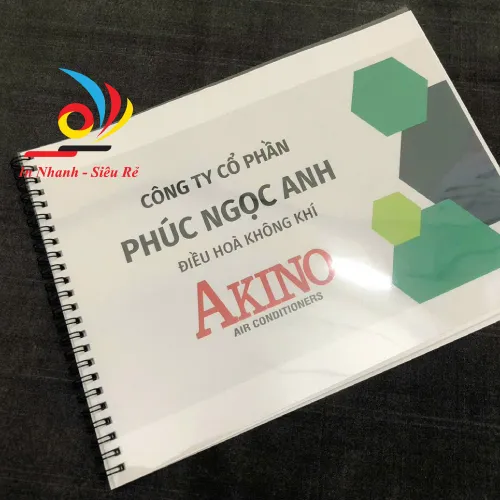 In Nhanh - Siêu Rẻ
CÔNG TY CỔ PHẦN
PHÚC NGỌC ANH
ĐIỀU HOÀ KHÔNG KHÍ
AKINO
AIR CONDITIONERS